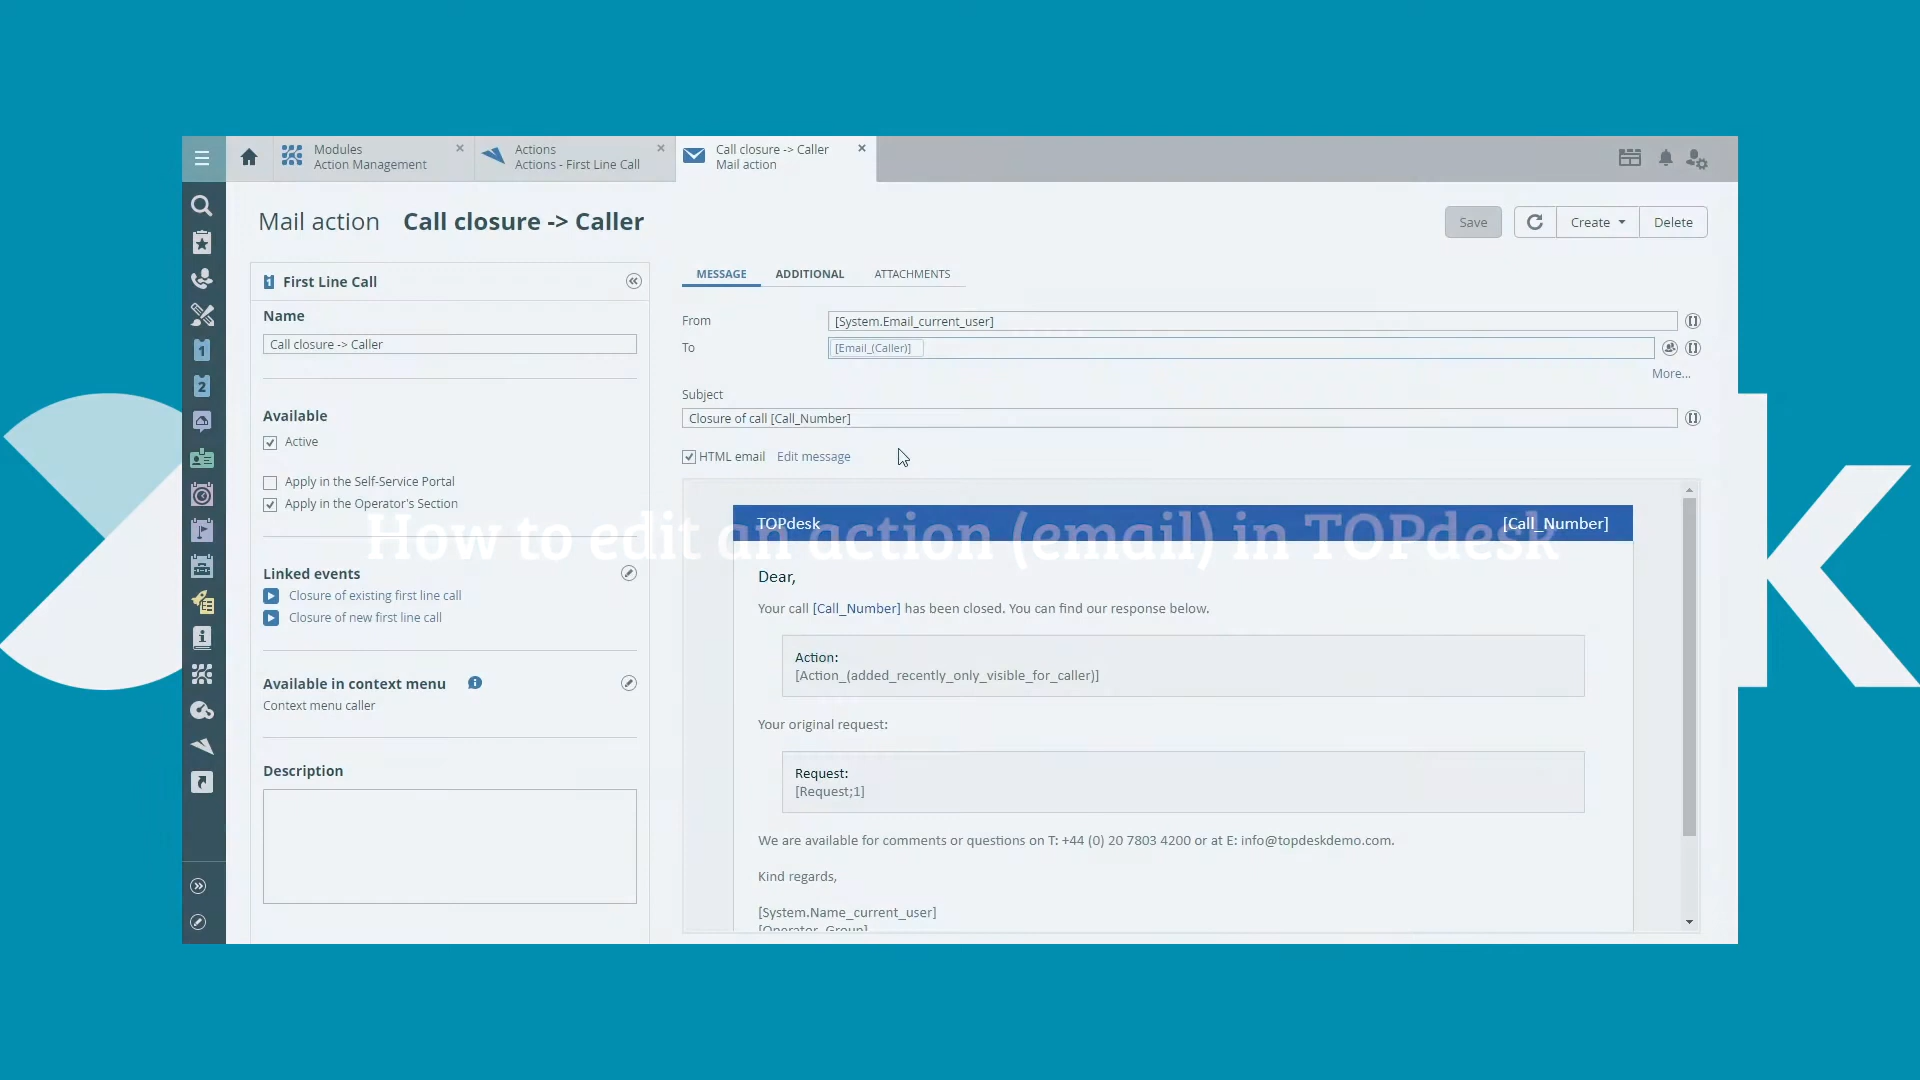 Modules
Action Management
Actions
Actions - First Line Call
Call closure -> Caller
Mail action
Mail action Call closure -> Caller
Save
Create
Delete
1 First Line Call
Name
Call closure -> Caller
Available
Active
Apply in the Self-Service Portal
Apply in the Operator's Section
Linked events
Closure of existing first line call
Closure of new first line call
Available in context menu
Context menu caller
Description
1
2
MESSAGE ADDITIONAL ATTACHMENTS
From [System.Email_current_user]
To [Email_(Caller)]
More...
Subject
Closure of call [Call_Number]
HTML email Edit message
TOPdesk [Call_Number]
How to edit an action (email) in TOPdesk
Dear,
Your call [Call_Number] has been closed. You can find our response below.
Action:
[Action_(added_recently_only_visible_for_caller)]
Your original request:
Request:
[Request;1]
We are available for comments or questions on T: +44 (0) 20 7803 4200 or at E: info@topdeskdemo.com.
Kind regards,
[System.Name_current_user]
[Operator_Group]
k